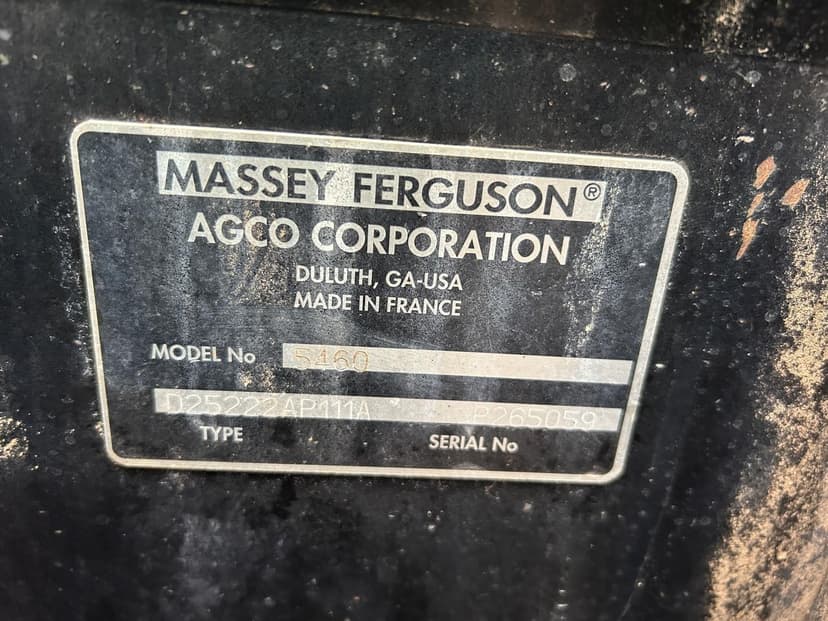 MASSEY FERGUSON®
AGCO CORPORATION
DULUTH, GA-USA
MADE IN FRANCE
MODEL No 5460
D25222AP111A P265059
TYPE SERIAL No